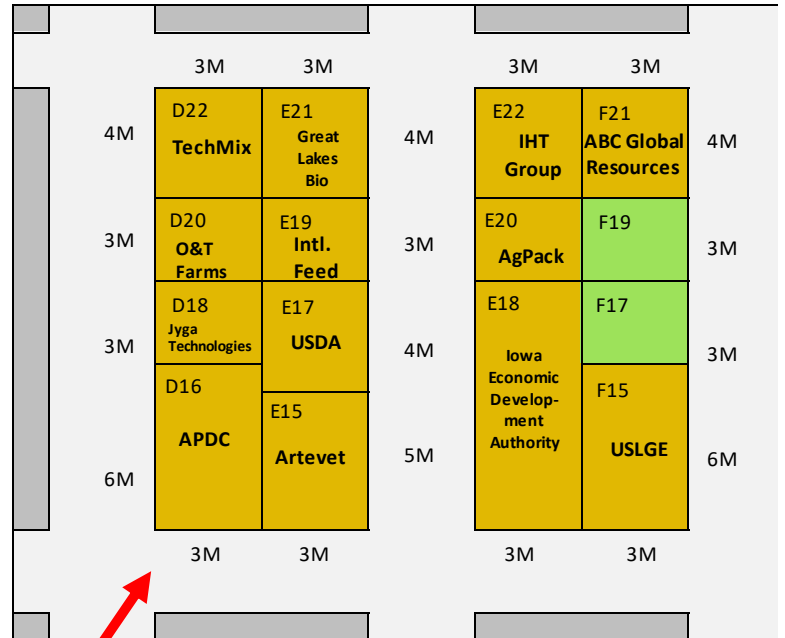 3M 3M 3M 3M
D22
TechMix
E21
Great
Lakes
Bio
E22
IHT
Group
F21
ABC Global
Resources
4M 4M 4M
D20
O&T
Farms
E19
Intl.
Feed
E20
AgPack
F19
3M 3M 3M
D18
Jyga
Technologies
E17
USDA
E18
Iowa
Economic
Develop-
ment
Authority
F17
3M 4M 3M
D16
APDC
E15
Artevet
F15
USLGE
6M 5M 6M
3M 3M 3M 3M